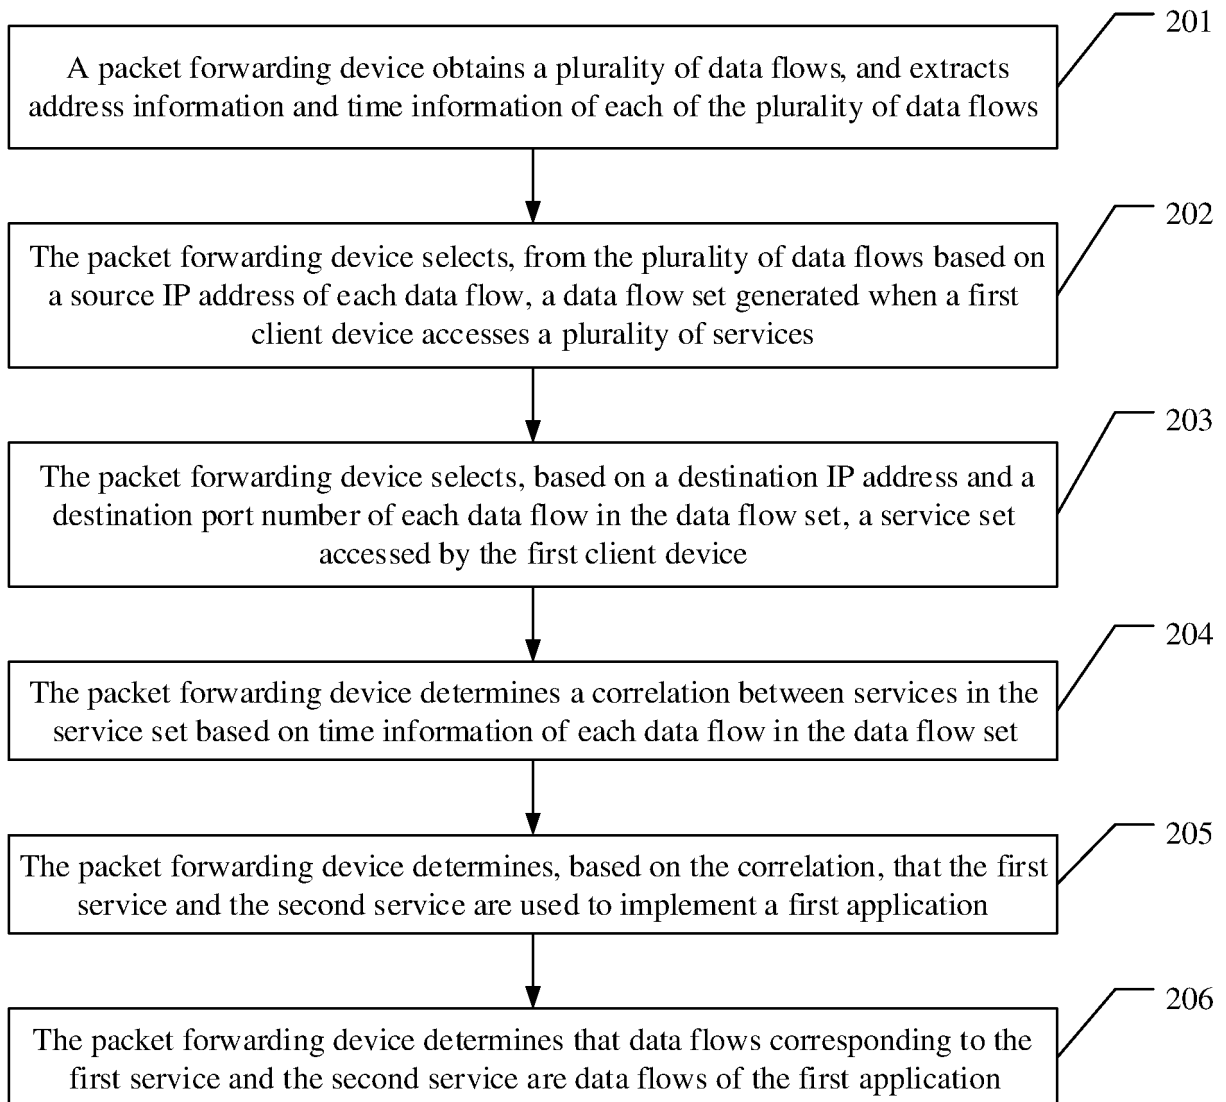 201
A packet forwarding device obtains a plurality of data flows, and extracts
address information and time information of each of the plurality of data flows
202
The packet forwarding device selects, from the plurality of data flows based on
a source IP address of each data flow, a data flow set generated when a first
client device accesses a plurality of services
203
The packet forwarding device selects, based on a destination IP address and a
destination port number of each data flow in the data flow set, a service set
accessed by the first client device
204
The packet forwarding device determines a correlation between services in the
service set based on time information of each data flow in the data flow set
205
The packet forwarding device determines, based on the correlation, that the first
service and the second service are used to implement a first application
206
The packet forwarding device determines that data flows corresponding to the
first service and the second service are data flows of the first application